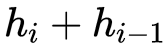 $h_i + h_{i-1}$